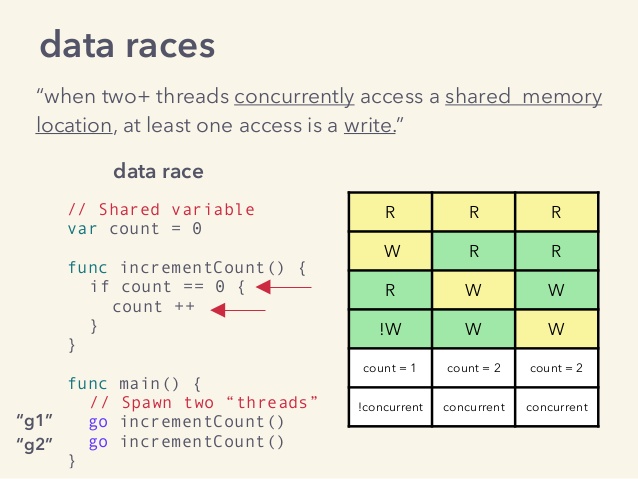 data races
“when two+ threads concurrently access a shared memory
location, at least one access is a write.”
data race
// Shared variable
var count = 0
func incrementCount() {
if count == 0 {
count ++
}
}
func main() {
// Spawn two “threads”
“g1” go incrementCount()
“g2” go incrementCount()
}
R R R
W R R
R W W
!W W W
count = 1 count = 2 count = 2
!concurrent concurrent concurrent